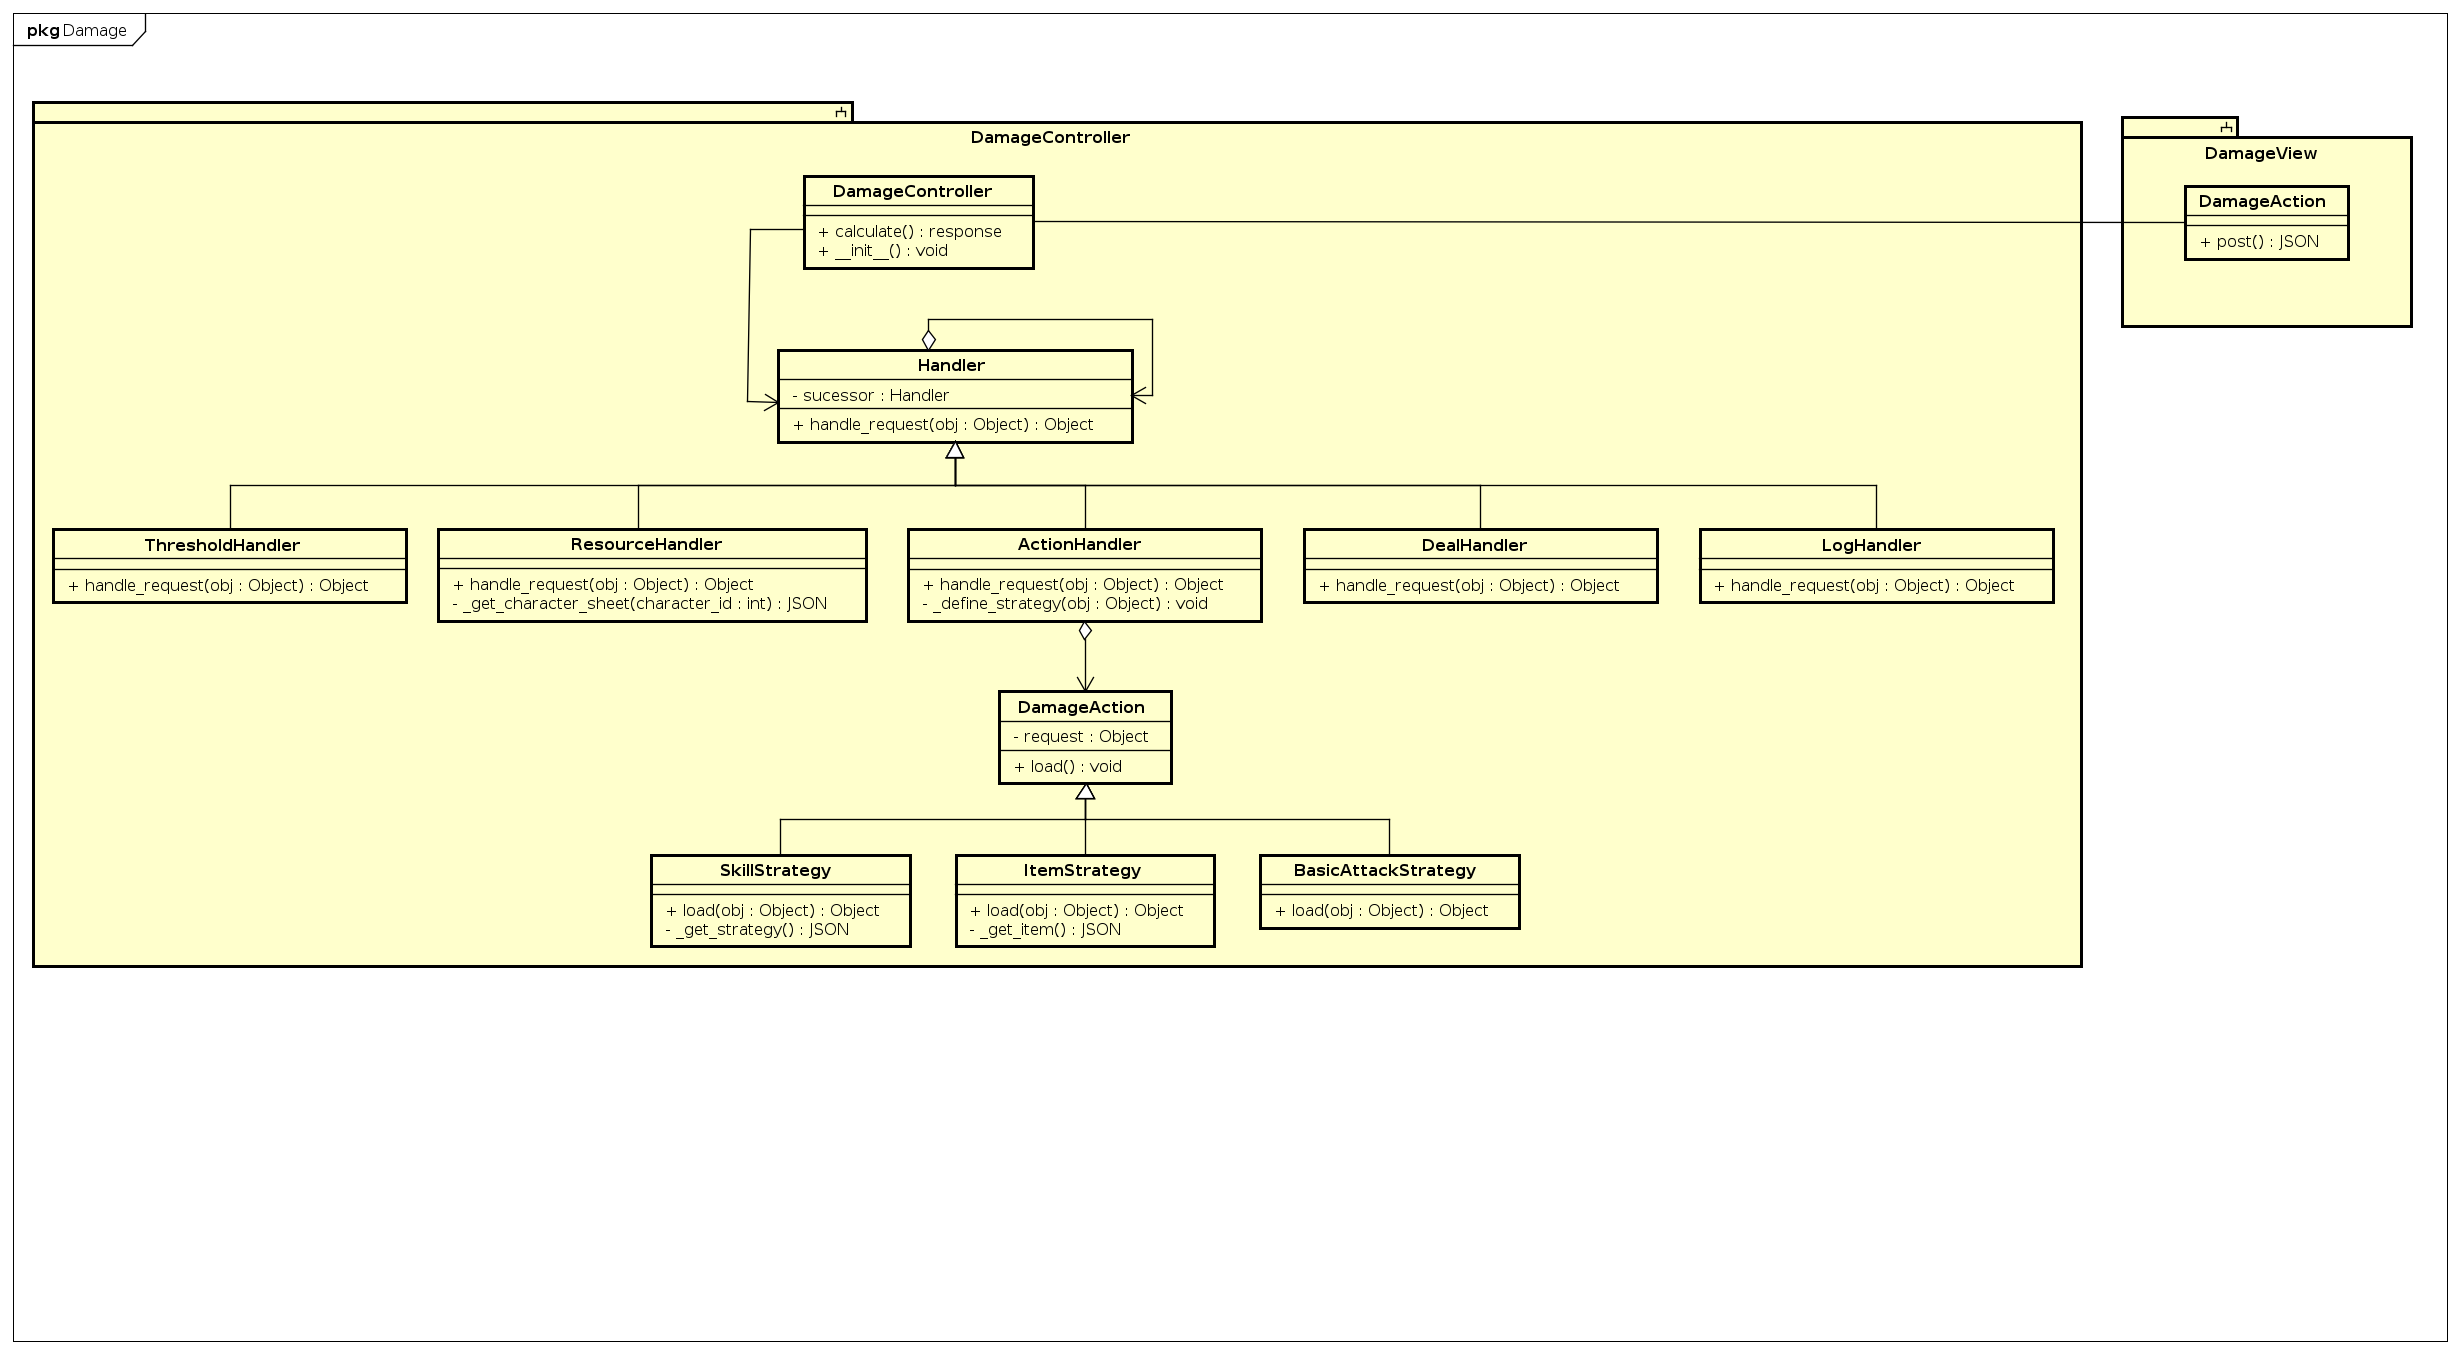 pkg Damage
DamageController
DamageView
DamageController
+ calculate() : response
+ __init__() : void
DamageAction
+ post() : JSON
Handler
- sucessor : Handler
+ handle_request(obj : Object) : Object
ThresholdHandler
+ handle_request(obj : Object) : Object
ResourceHandler
+ handle_request(obj : Object) : Object
- _get_character_sheet(character_id : int) : JSON
ActionHandler
+ handle_request(obj : Object) : Object
- _define_strategy(obj : Object) : void
DealHandler
+ handle_request(obj : Object) : Object
LogHandler
+ handle_request(obj : Object) : Object
DamageAction
- request : Object
+ load() : void
SkillStrategy
+ load(obj : Object) : Object
- _get_strategy() : JSON
ItemStrategy
+ load(obj : Object) : Object
- _get_item() : JSON
BasicAttackStrategy
+ load(obj : Object) : Object